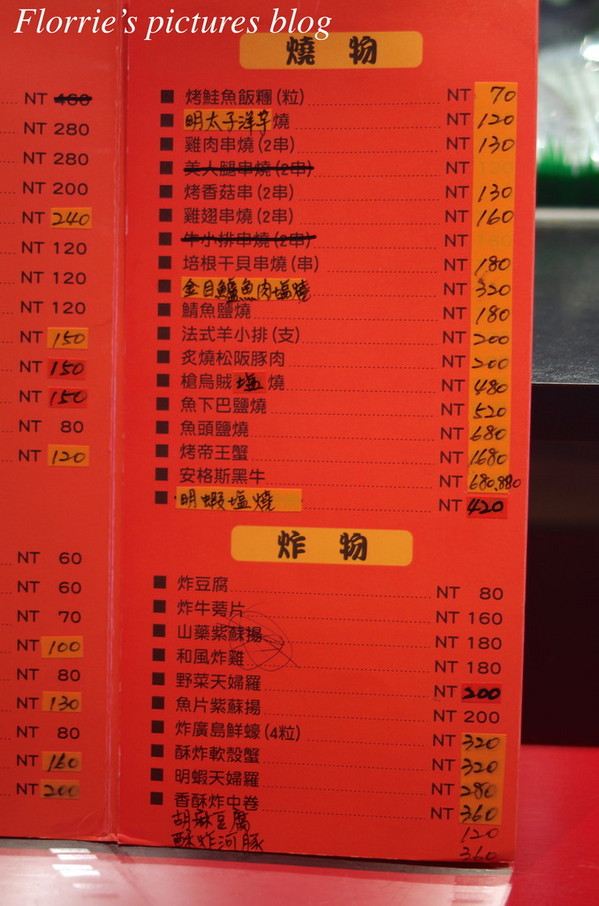 Florrie's pictures blog
NT 460
NT 280
NT 280
NT 200
NT 240
NT 120
NT 120
NT 120
NT 150
NT 150
NT 150
NT 80
NT 120
NT 60
NT 60
NT 70
NT 100
NT 80
NT 130
NT 80
NT 160
NT 200
燒物
烤鮭魚飯糰(粒) NT 70
明太子洋芋燒 NT 120
雞肉串燒(2串) NT 130
美人腿串燒(2串)
烤香菇串(2串) NT 130
雞翅串燒(2串) NT 160
牛小排串燒(2串)
培根干貝串燒(串) NT 180
金目鱸魚肉塩燒 NT 320
鯖魚鹽燒 NT 180
法式羊小排(支) NT 200
炙燒松阪豚肉 NT 200
槍烏賊塩燒 NT 480
魚下巴鹽燒 NT 520
魚頭鹽燒 NT 680
烤帝王蟹 NT 1680
安格斯黑牛 NT 680.880
明蝦塩燒 NT 420
炸物
炸豆腐 NT 80
炸牛蒡片 NT 160
山藥紫蘇揚 NT 180
和風炸雞 NT 180
野菜天婦羅 NT 200
魚片紫蘇揚 NT 200
炸廣島鮮蠔(4粒) NT 320
酥炸軟殼蟹 NT 320
明蝦天婦羅 NT 280
香酥炸中卷 NT 360
胡麻豆腐 120
酥炸河豚 360